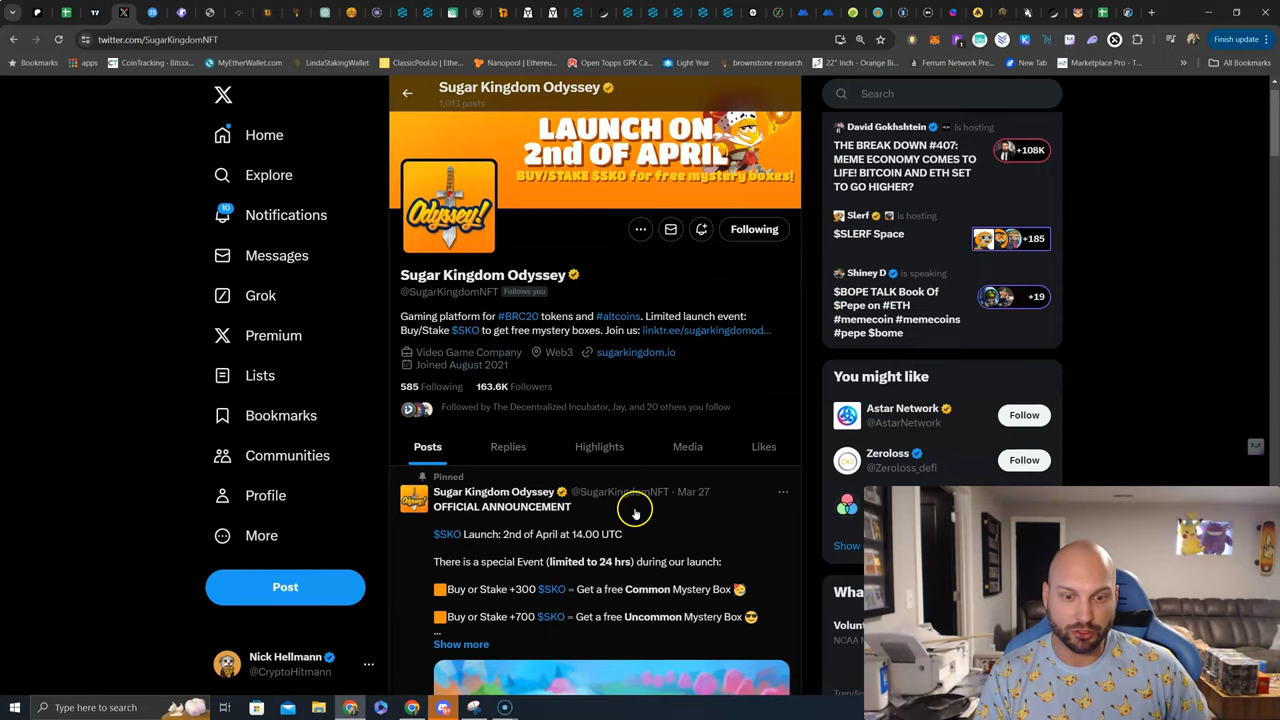 Finish update
twitter.com/SugarKingdomNFT
Bookmarks
apps
CoinTracking - Bitcoi...
MyEtherWallet.com
LindaStakingWallet
ClassicPool.io | Ethe...
Nanopool | Ethereu...
Open Topps GPK Ca...
Light Year
brownstone research
22" Inch - Orange Bi...
Ferrum Network Pre...
New Tab
Marketplace Pro - T...
All Bookmarks
Home
Explore
10
Notifications
Messages
Grok
Premium
Lists
Bookmarks
Communities
Profile
More
Post
Nick Hellmann
@CryptoHitmann
Sugar Kingdom Odyssey
1,013 posts
LAUNCH ON
2nd OF APRIL
BUY/STAKE $SKO for free mystery boxes!
Odyssey!
Following
Sugar Kingdom Odyssey
@SugarKingdomNFT Follows you
Gaming platform for #BRC20 tokens and #altcoins. Limited launch event:
Buy/Stake $SKO to get free mystery boxes. Join us: linktr.ee/sugarkingdomod...
Video Game Company Web3 sugarkingdom.io
Joined August 2021
585 Following 163.6K Followers
Followed by The Decentralized Incubator, Jay, and 20 others you follow
Posts Replies Highlights Media Likes
Pinned
Sugar Kingdom Odyssey @SugarKingdomNFT · Mar 27
OFFICIAL ANNOUNCEMENT
$SKO Launch: 2nd of April at 14.00 UTC
There is a special Event (limited to 24 hrs) during our launch:
Buy or Stake +300 $SKO = Get a free Common Mystery Box
Buy or Stake +700 $SKO = Get a free Uncommon Mystery Box
...
Show more
Search
David Gokhshtein is hosting
THE BREAK DOWN #407:
MEME ECONOMY COMES TO
LIFE! BITCOIN AND ETH SET
TO GO HIGHER?
+108K
Slerf is hosting
$SLERF Space
+185
Shiney D is speaking
$BOPE TALK Book Of
$Pepe on #ETH
#memecoin #memecoins
#pepe $bome
+19
You might like
Astar Network
@AstarNetwork
Follow
Zeroloss
@Zeroloss_defi
Follow
Show
What
Volunt
NCAA M
Trending
Type here to search